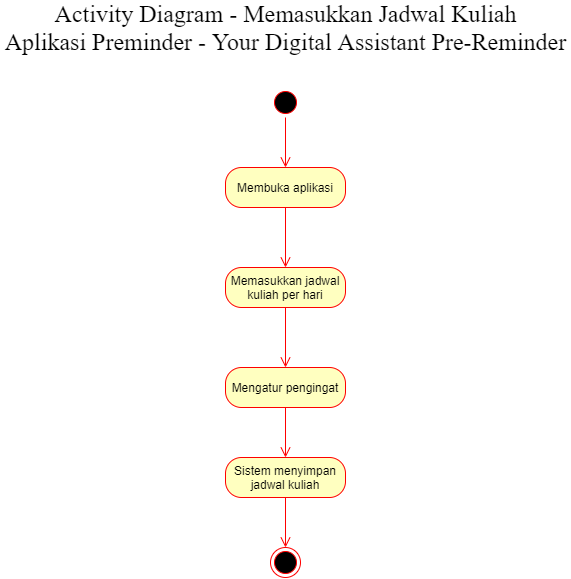 Activity Diagram - Memasukkan Jadwal Kuliah
Aplikasi Preminder - Your Digital Assistant Pre-Reminder
Membuka aplikasi
Memasukkan jadwal
kuliah per hari
Mengatur pengingat
Sistem menyimpan
jadwal kuliah